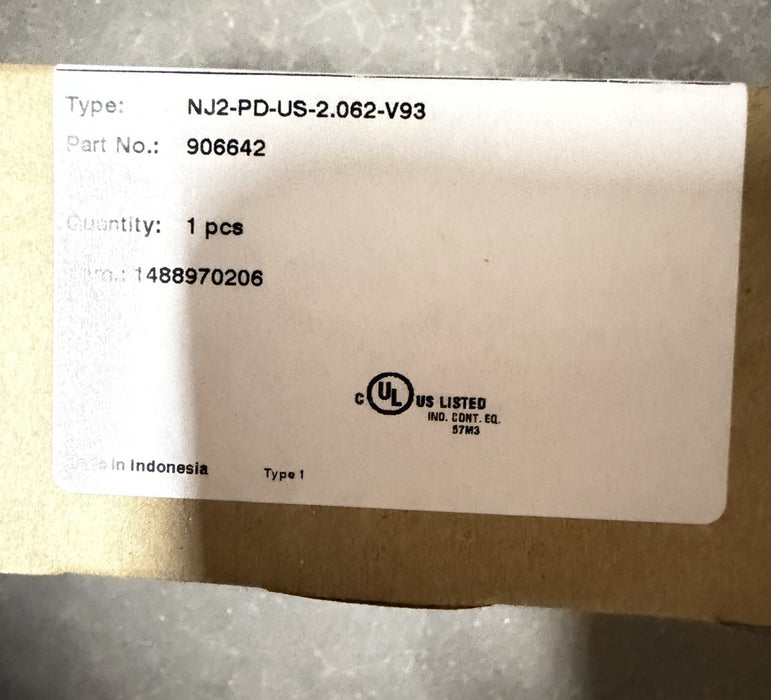 Type: NJ2-PD-US-2.062-V93
Part No.: 906642
Quantity: 1 pcs
1488970206
C UL US LISTED
IND. CONT. EQ.
57M3
Made in Indonesia Type 1